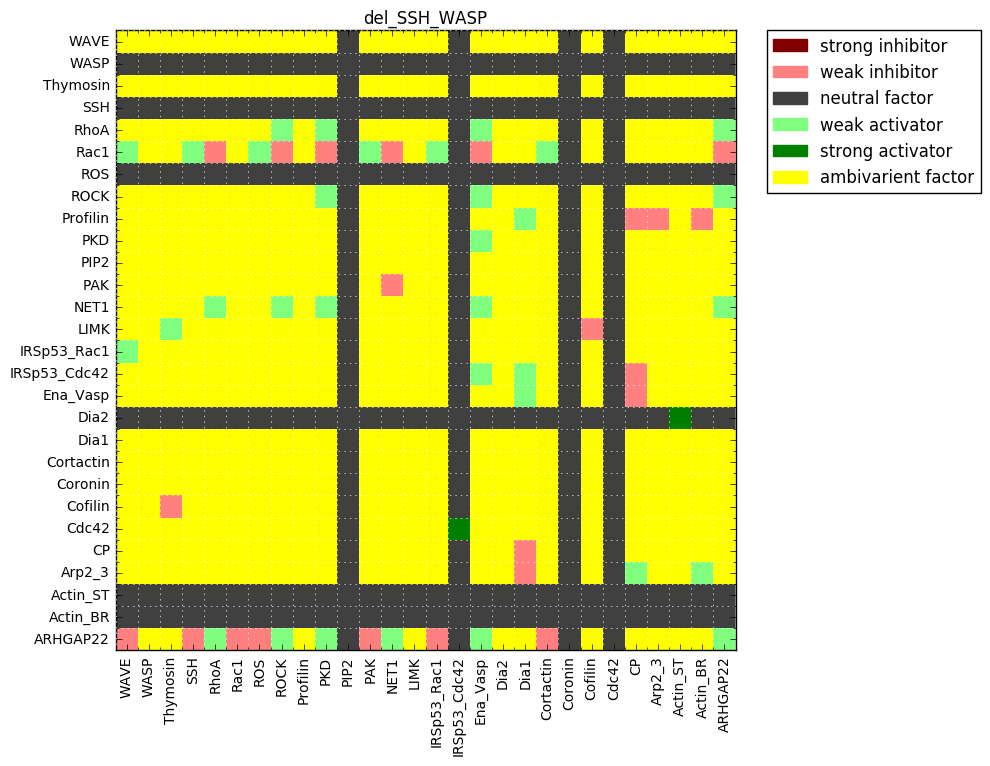 del_SSH_WASP
strong inhibitor
weak inhibitor
neutral factor
weak activator
strong activator
ambivarient factor
WAVE
WASP
Thymosin
SSH
RhoA
Rac1
ROS
ROCK
Profilin
PKD
PIP2
PAK
NET1
LIMK
IRSp53_Rac1
IRSp53_Cdc42
Ena_Vasp
Dia2
Dia1
Cortactin
Coronin
Cofilin
Cdc42
CP
Arp2_3
Actin_ST
Actin_BR
ARHGAP22
WAVE
WASP
Thymosin
SSH
RhoA
Rac1
ROS
ROCK
Profilin
PKD
PIP2
PAK
NET1
LIMK
IRSp53_Rac1
IRSp53_Cdc42
Ena_Vasp
Dia2
Dia1
Cortactin
Coronin
Cofilin
Cdc42
CP
Arp2_3
Actin_ST
Actin_BR
ARHGAP22